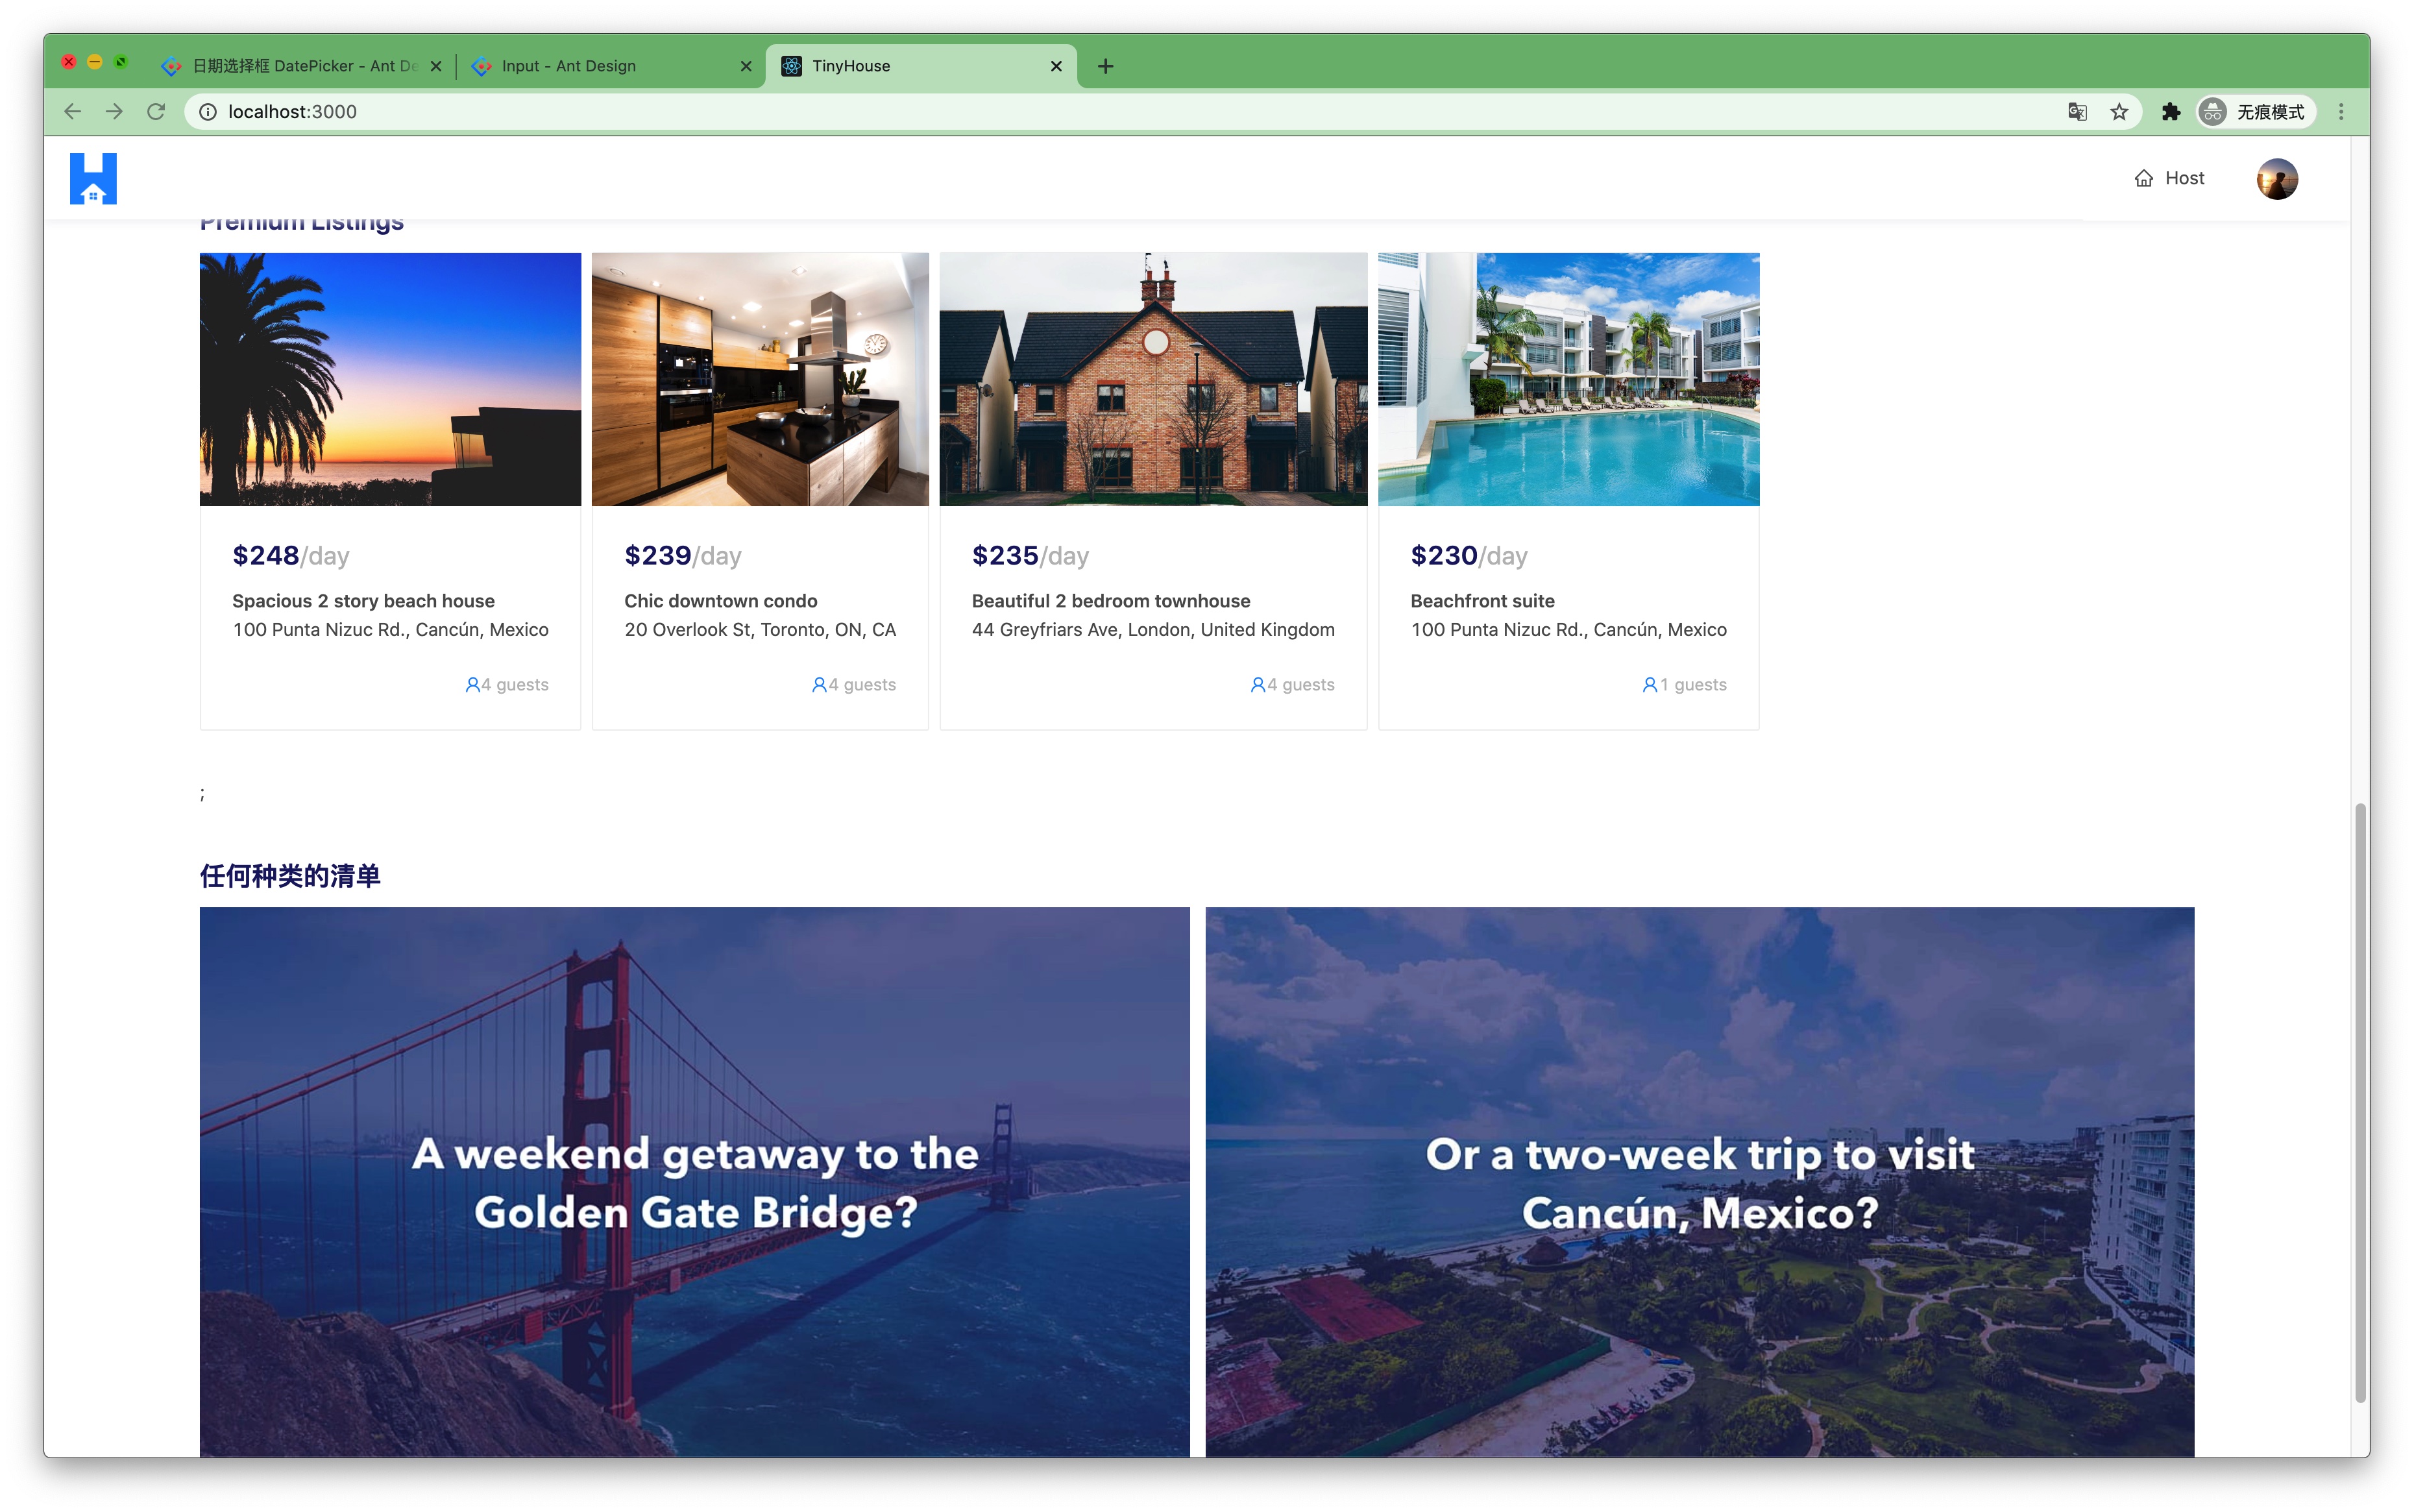 日期选择框 DatePicker - Ant De
Input - Ant Design
TinyHouse
localhost:3000
无痕模式
Host
Premium Listings
$248/day
Spacious 2 story beach house
100 Punta Nizuc Rd., Cancún, Mexico
4 guests
$239/day
Chic downtown condo
20 Overlook St, Toronto, ON, CA
4 guests
$235/day
Beautiful 2 bedroom townhouse
44 Greyfriars Ave, London, United Kingdom
4 guests
$230/day
Beachfront suite
100 Punta Nizuc Rd., Cancún, Mexico
1 guests
;
任何种类的清单
A weekend getaway to the
Golden Gate Bridge?
Or a two-week trip to visit
Cancún, Mexico?